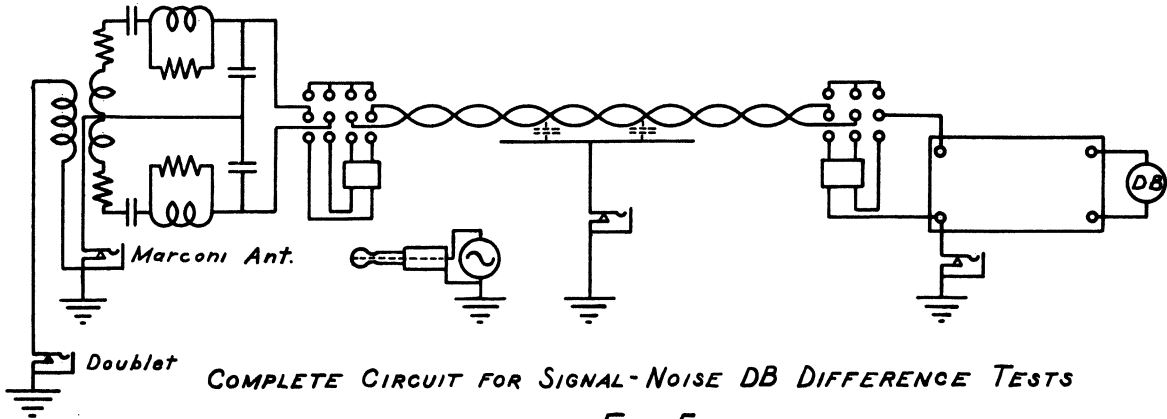 DB
Marconi Ant.
Doublet
COMPLETE CIRCUIT FOR SIGNAL-NOISE DB DIFFERENCE TESTS